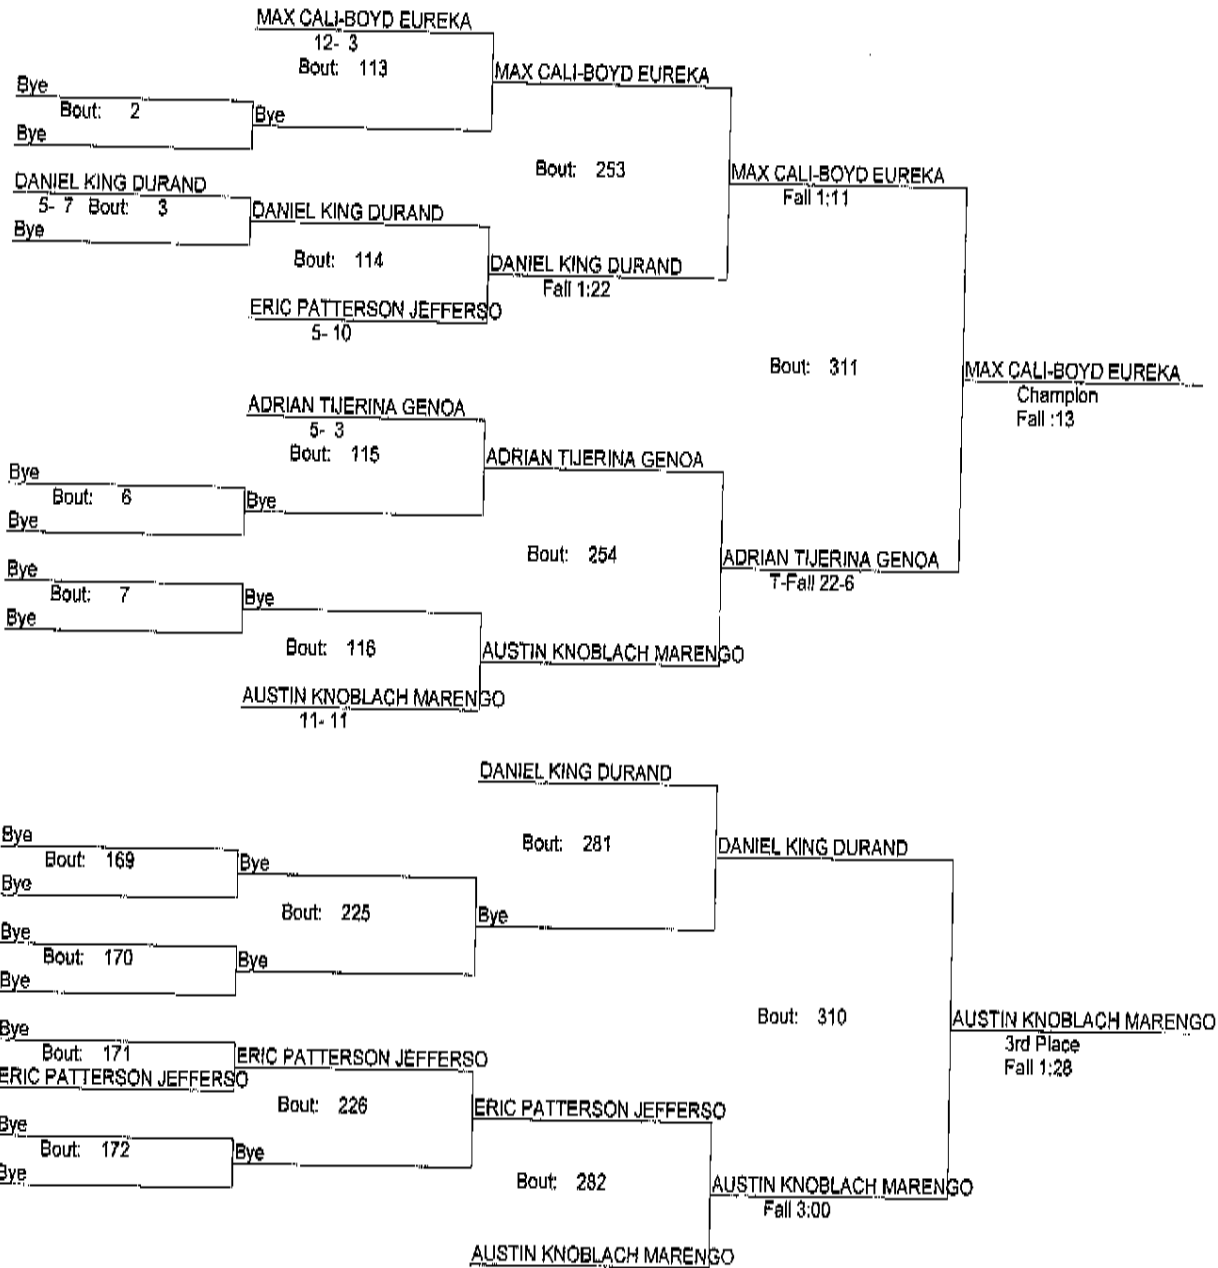 MAX CALI-BOYD EUREKA
12- 3
Bout: 113
MAX CALI-BOYD EUREKA
Bye
Bout: 2
Bye
Bye
Bout: 253
MAX CALI-BOYD EUREKA
Fall 1:11
DANIEL KING DURAND
5- 7 Bout: 3
DANIEL KING DURAND
Bye
Bout: 114
DANIEL KING DURAND
Fall 1:22
ERIC PATTERSON JEFFERSO
5- 10
Bout: 311
MAX CALI-BOYD EUREKA
Champion
Fall :13
ADRIAN TIJERINA GENOA
5- 3
Bout: 115
ADRIAN TIJERINA GENOA
Bye
Bout: 6
Bye
Bye
Bout: 254
ADRIAN TIJERINA GENOA
T-Fall 22-6
Bye
Bout: 7
Bye
Bye
Bout: 116
AUSTIN KNOBLACH MARENGO
AUSTIN KNOBLACH MARENGO
11- 11
DANIEL KING DURAND
Bout: 281
DANIEL KING DURAND
Bye
Bout: 169
Bye
Bye
Bout: 225
Bye
Bye
Bout: 170
Bye
Bye
Bout: 310
AUSTIN KNOBLACH MARENGO
3rd Place
Fall 1:28
Bye
Bout: 171
ERIC PATTERSON JEFFERSO
ERIC PATTERSON JEFFERSO
Bout: 226
ERIC PATTERSON JEFFERSO
Bye
Bout: 172
Bye
Bye
Bout: 282
AUSTIN KNOBLACH MARENGO
Fall 3:00
AUSTIN KNOBLACH MARENGO